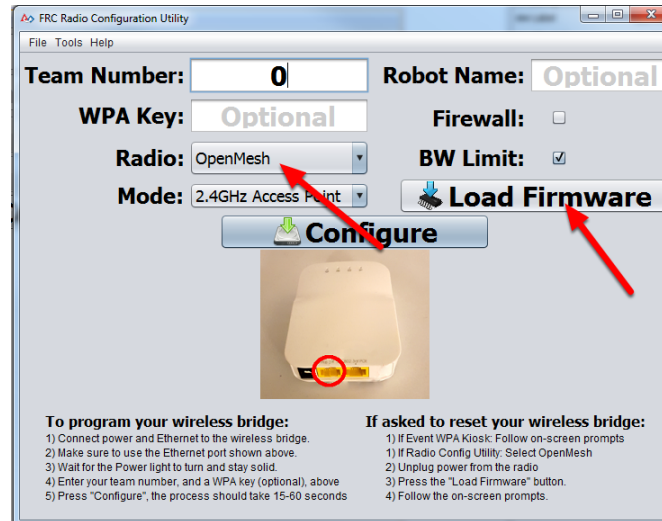 FRC Radio Configuration Utility
File Tools Help
Team Number: 0 Robot Name: Optional
WPA Key: Optional Firewall:
Radio: OpenMesh BW Limit:
Mode: 2.4GHz Access Point Load Firmware
Configure
To program your wireless bridge:
1) Connect power and Ethernet to the wireless bridge.
2) Make sure to use the Ethernet port shown above.
3) Wait for the Power light to turn and stay solid.
4) Enter your team number, and a WPA key (optional), above
5) Press "Configure", the process should take 15-60 seconds
If asked to reset your wireless bridge:
1) If Event WPA Kiosk: Follow on-screen prompts
1) If Radio Config Utility: Select OpenMesh
2) Unplug power from the radio
3) Press the "Load Firmware" button.
4) Follow the on-screen prompts.